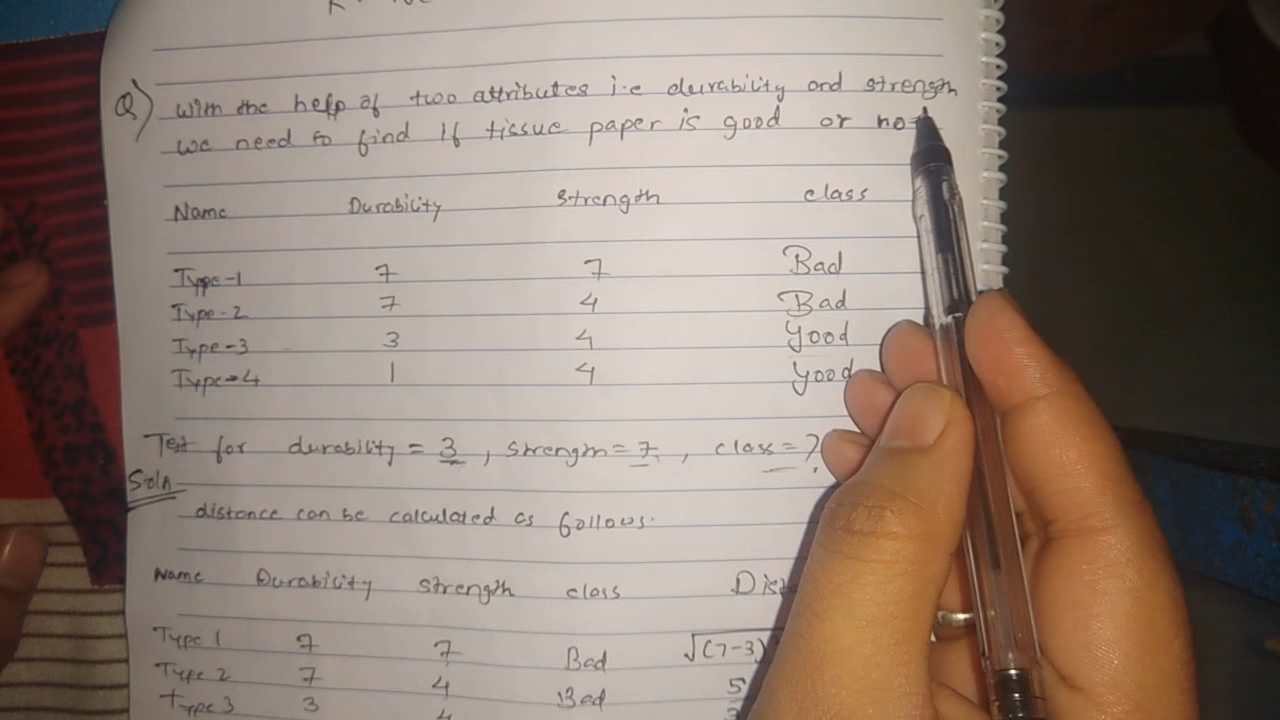 Q) With the help of two attributes i.e durability and strength
we need to find if tissue paper is good or not
Name Durability Strength class
Type-1 7 7 Bad
Type-2 7 4 Bad
Type-3 3 4 Good
Type-4 1 4 Good
Test for durability = 3, Strength = 7, class = ?
Soln
distance can be calculated as follows.
Name Durability Strength class
Type 1 7 7 Bad √(7-3)
Type 2 7 4 Bad 5
Type 3 3 4